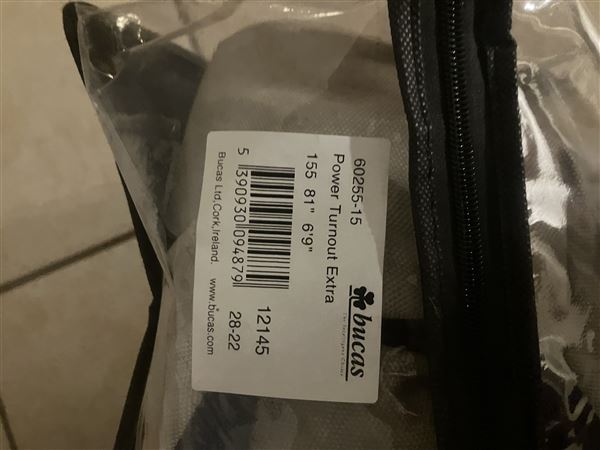 60255-15
bucas
Power Turnout Extra
155 81" 6'9"
12145
28-22
5 390930 094879
Bucas Ltd,Cork,Ireland. www.bucas.com